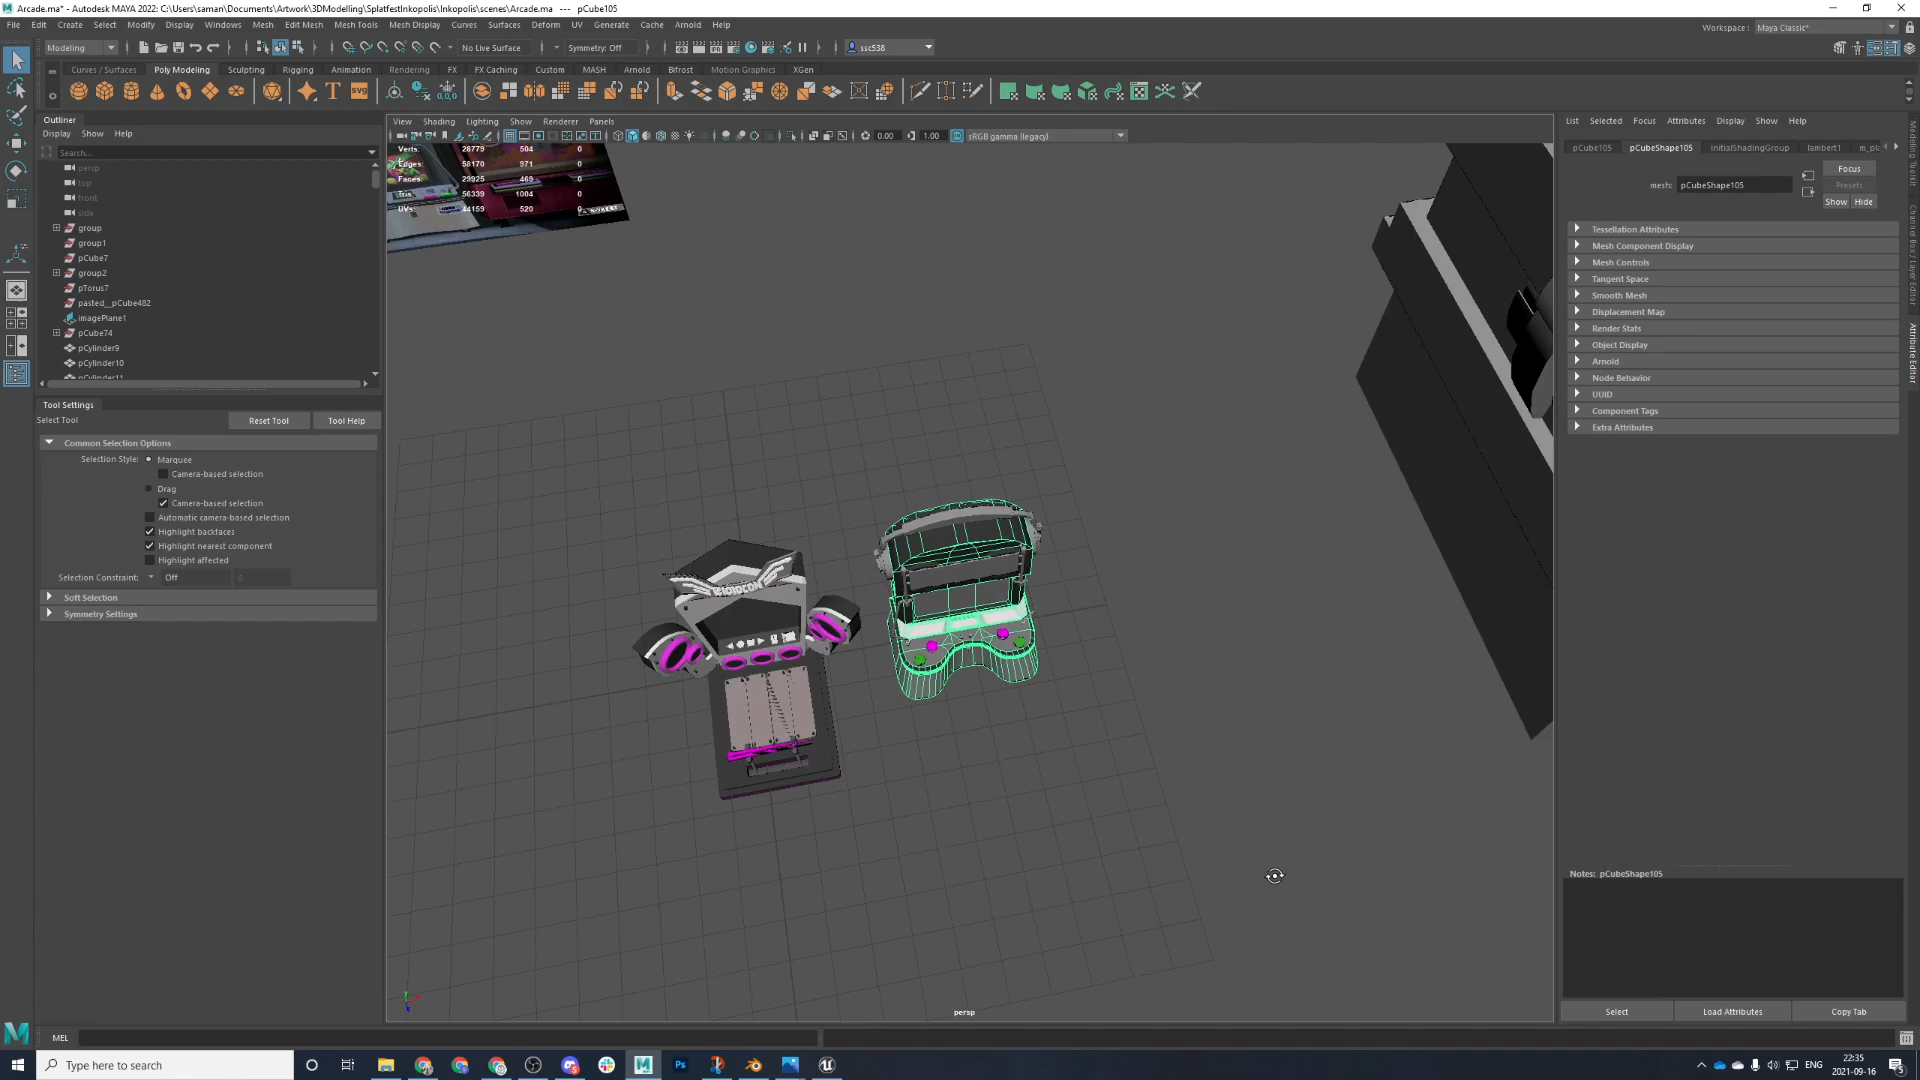 Arcade.ma* - Autodesk MAYA 2022: C:\Users\saman\Documents\Artwork\3DModelling\SplatfestInkopolis\Inkopolis\scenes\Arcade.ma --- pCube105
File Edit Create Select Modify Display Windows Mesh Edit Mesh Mesh Tools Mesh Display Curves Surfaces Deform UV Generate Cache Arnold Help
Workspace: Maya Classic*
Modeling No Live Surface Symmetry: Off ssc538
Curves / Surfaces Poly Modeling Sculpting Rigging Animation Rendering FX FX Caching Custom MASH Arnold Bifrost Motion Graphics XGen
Outliner
Display Show Help
Search...
persp
top
front
side
group
group1
pCube7
group2
pTorus7
pasted__pCube482
imagePlane1
pCube74
pCylinder9
pCylinder10
pCylinder11
Tool Settings
Select Tool Reset Tool Tool Help
Common Selection Options
Selection Style: Marquee
Camera-based selection
Drag
Camera-based selection
Automatic camera-based selection
Highlight backfaces
Highlight nearest component
Highlight affected
Selection Constraint: Off 0
Soft Selection
Symmetry Settings
View Shading Lighting Show Renderer Panels
0.00 1.00 sRGB gamma (legacy)
Verts: 28779 504 0
Edges: 58170 971 0
Faces: 29925 469 0
Tris: 56339 1004 0
UVs: 44159 520 0
persp
List Selected Focus Attributes Display Show Help
pCube105 pCubeShape105 initialShadingGroup lambert1
Focus
mesh: pCubeShape105 Presets
Show Hide
Tessellation Attributes
Mesh Component Display
Mesh Controls
Tangent Space
Smooth Mesh
Displacement Map
Render Stats
Object Display
Arnold
Node Behavior
UUID
Component Tags
Extra Attributes
Notes: pCubeShape105
Select Load Attributes Copy Tab
Modeling Toolkit
Channel Box / Layer Editor
Attribute Editor
MEL
Type here to search
ENG
22:35
2021-09-16